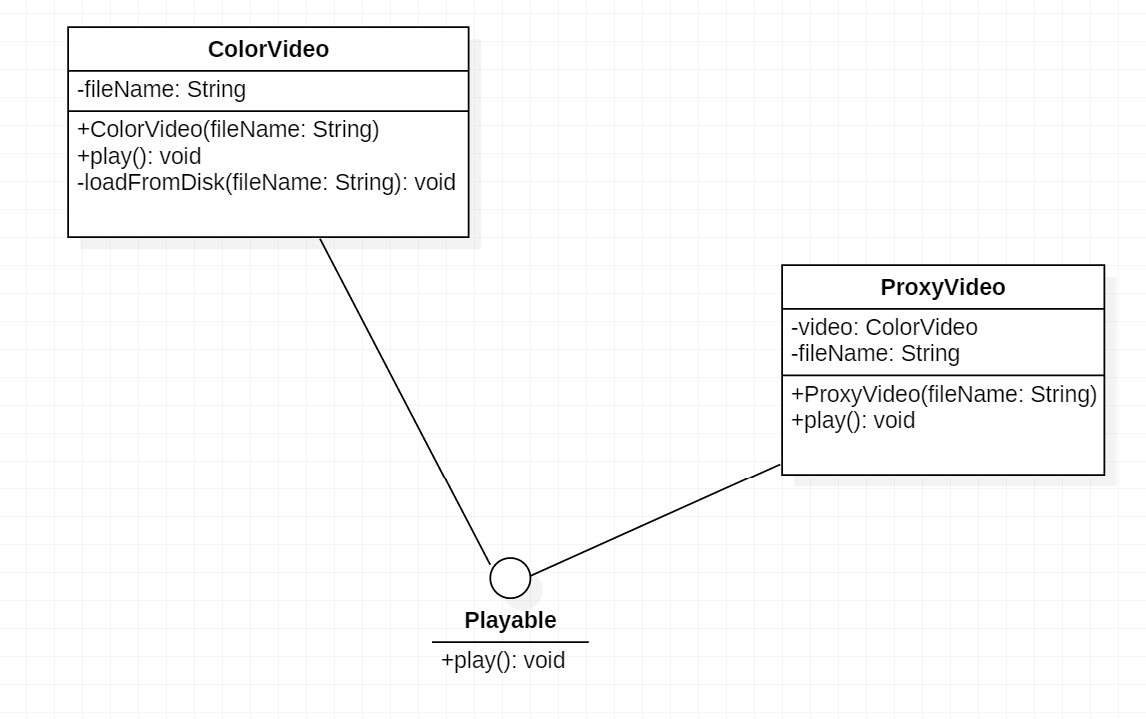 ColorVideo
-fileName: String
+ColorVideo(fileName: String)
+play(): void
-loadFromDisk(fileName: String): void
ProxyVideo
-video: ColorVideo
-fileName: String
+ProxyVideo(fileName: String)
+play(): void
Playable
+play(): void